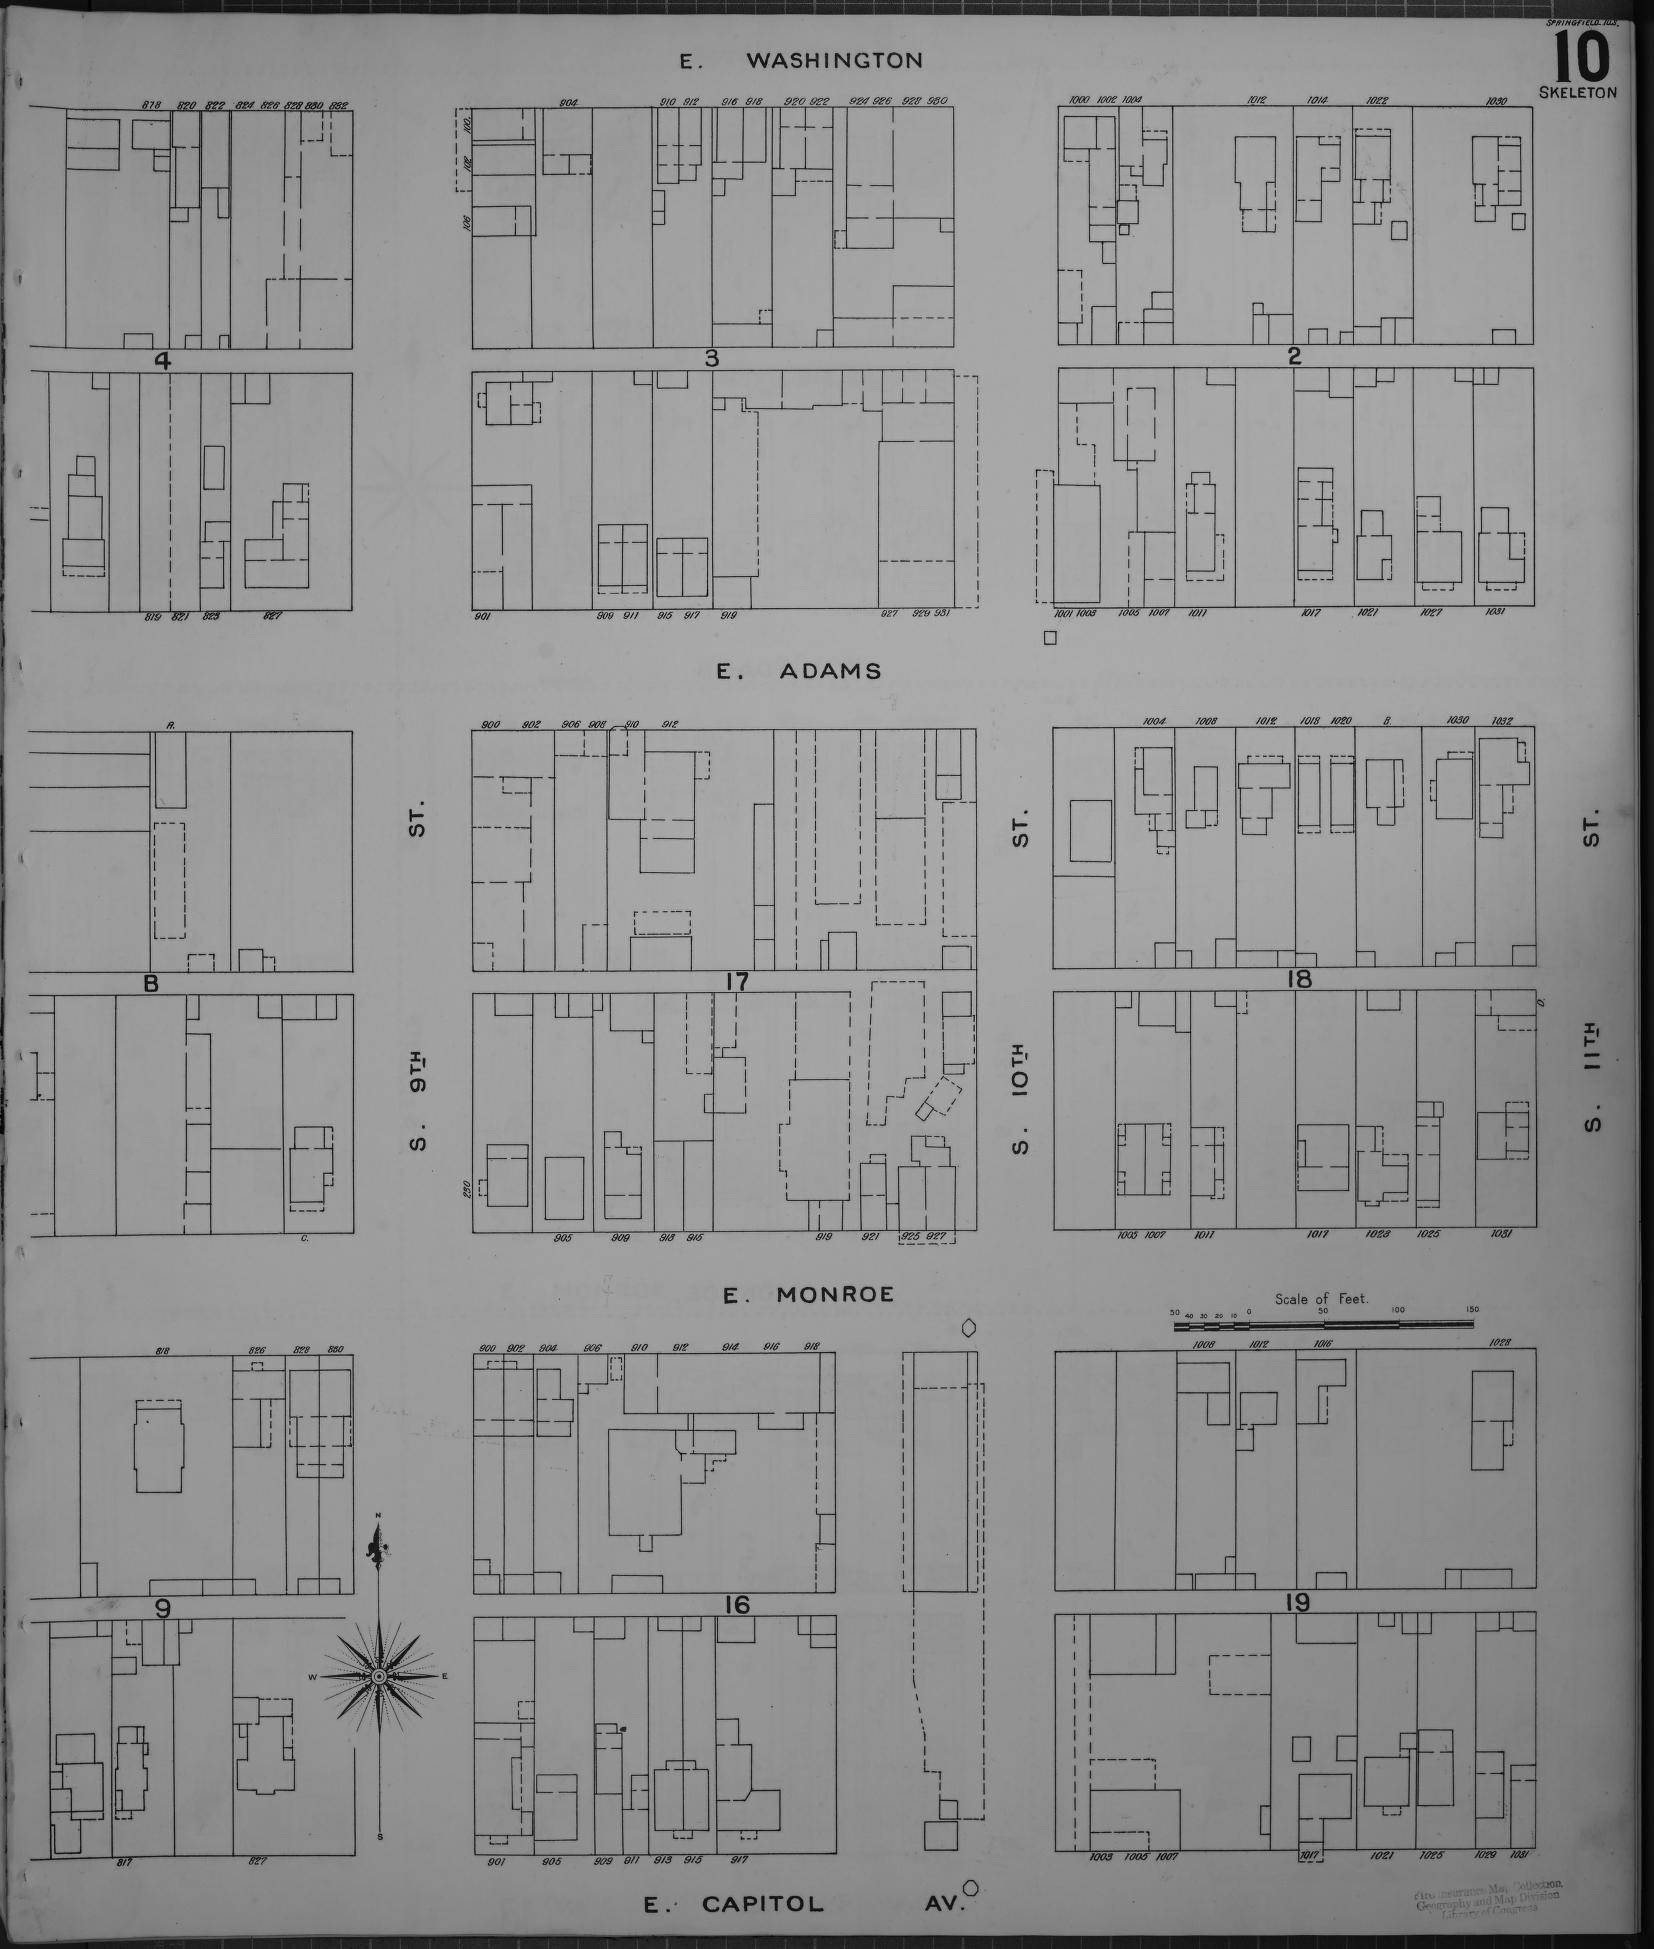 SPRINGFIELD. ILLS.
10
SKELETON
E. WASHINGTON
878 820 822 824 826 828 830 832
904 910 912 916 918 920 922 924 926 928 930
1000 1002 1004 1012 1014 1022 1030
100.
102
106
4 3 2
819 821 823 827
901 909 911 915 917 919 927 929 931
1001 1003 1005 1007 1011 1017 1021 1027 1031
E. ADAMS
A.
900 902 906 908 910 912
1004 1008 1012 1018 1020 B. 1030 1032
S. 9TH ST.
S. 10TH ST.
S. 11TH ST.
B 17 18
D.
230
C.
905 909 913 915 919 921 925 927
1005 1007 1011 1017 1023 1025 1031
E. MONROE
Scale of Feet.
50 40 30 20 10 0 50 100 150
818 826 828 830
900 902 904 906 910 912 914 916 918
1008 1012 1016 1028
N
9 16 19
W E
S
817 827
901 905 909 911 913 915 917
1003 1005 1007 1017 1021 1025 1029 1031
E. CAPITOL AV.
Fire Insurance Map Collection,
Geography and Map Division
Library of Congress